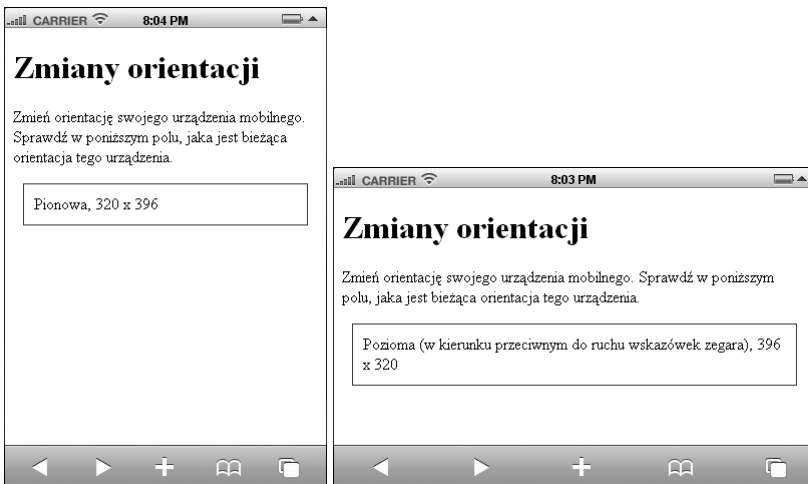 CARRIER 8:04 PM
Zmiany orientacji
Zmień orientację swojego urządzenia mobilnego.
Sprawdź w poniższym polu, jaka jest bieżąca
orientacja tego urządzenia.
Pionowa, 320 x 396
CARRIER 8:03 PM
Zmiany orientacji
Zmień orientację swojego urządzenia mobilnego. Sprawdź w poniższym
polu, jaka jest bieżąca orientacja tego urządzenia.
Pozioma (w kierunku przeciwnym do ruchu wskazówek zegara), 396
x 320